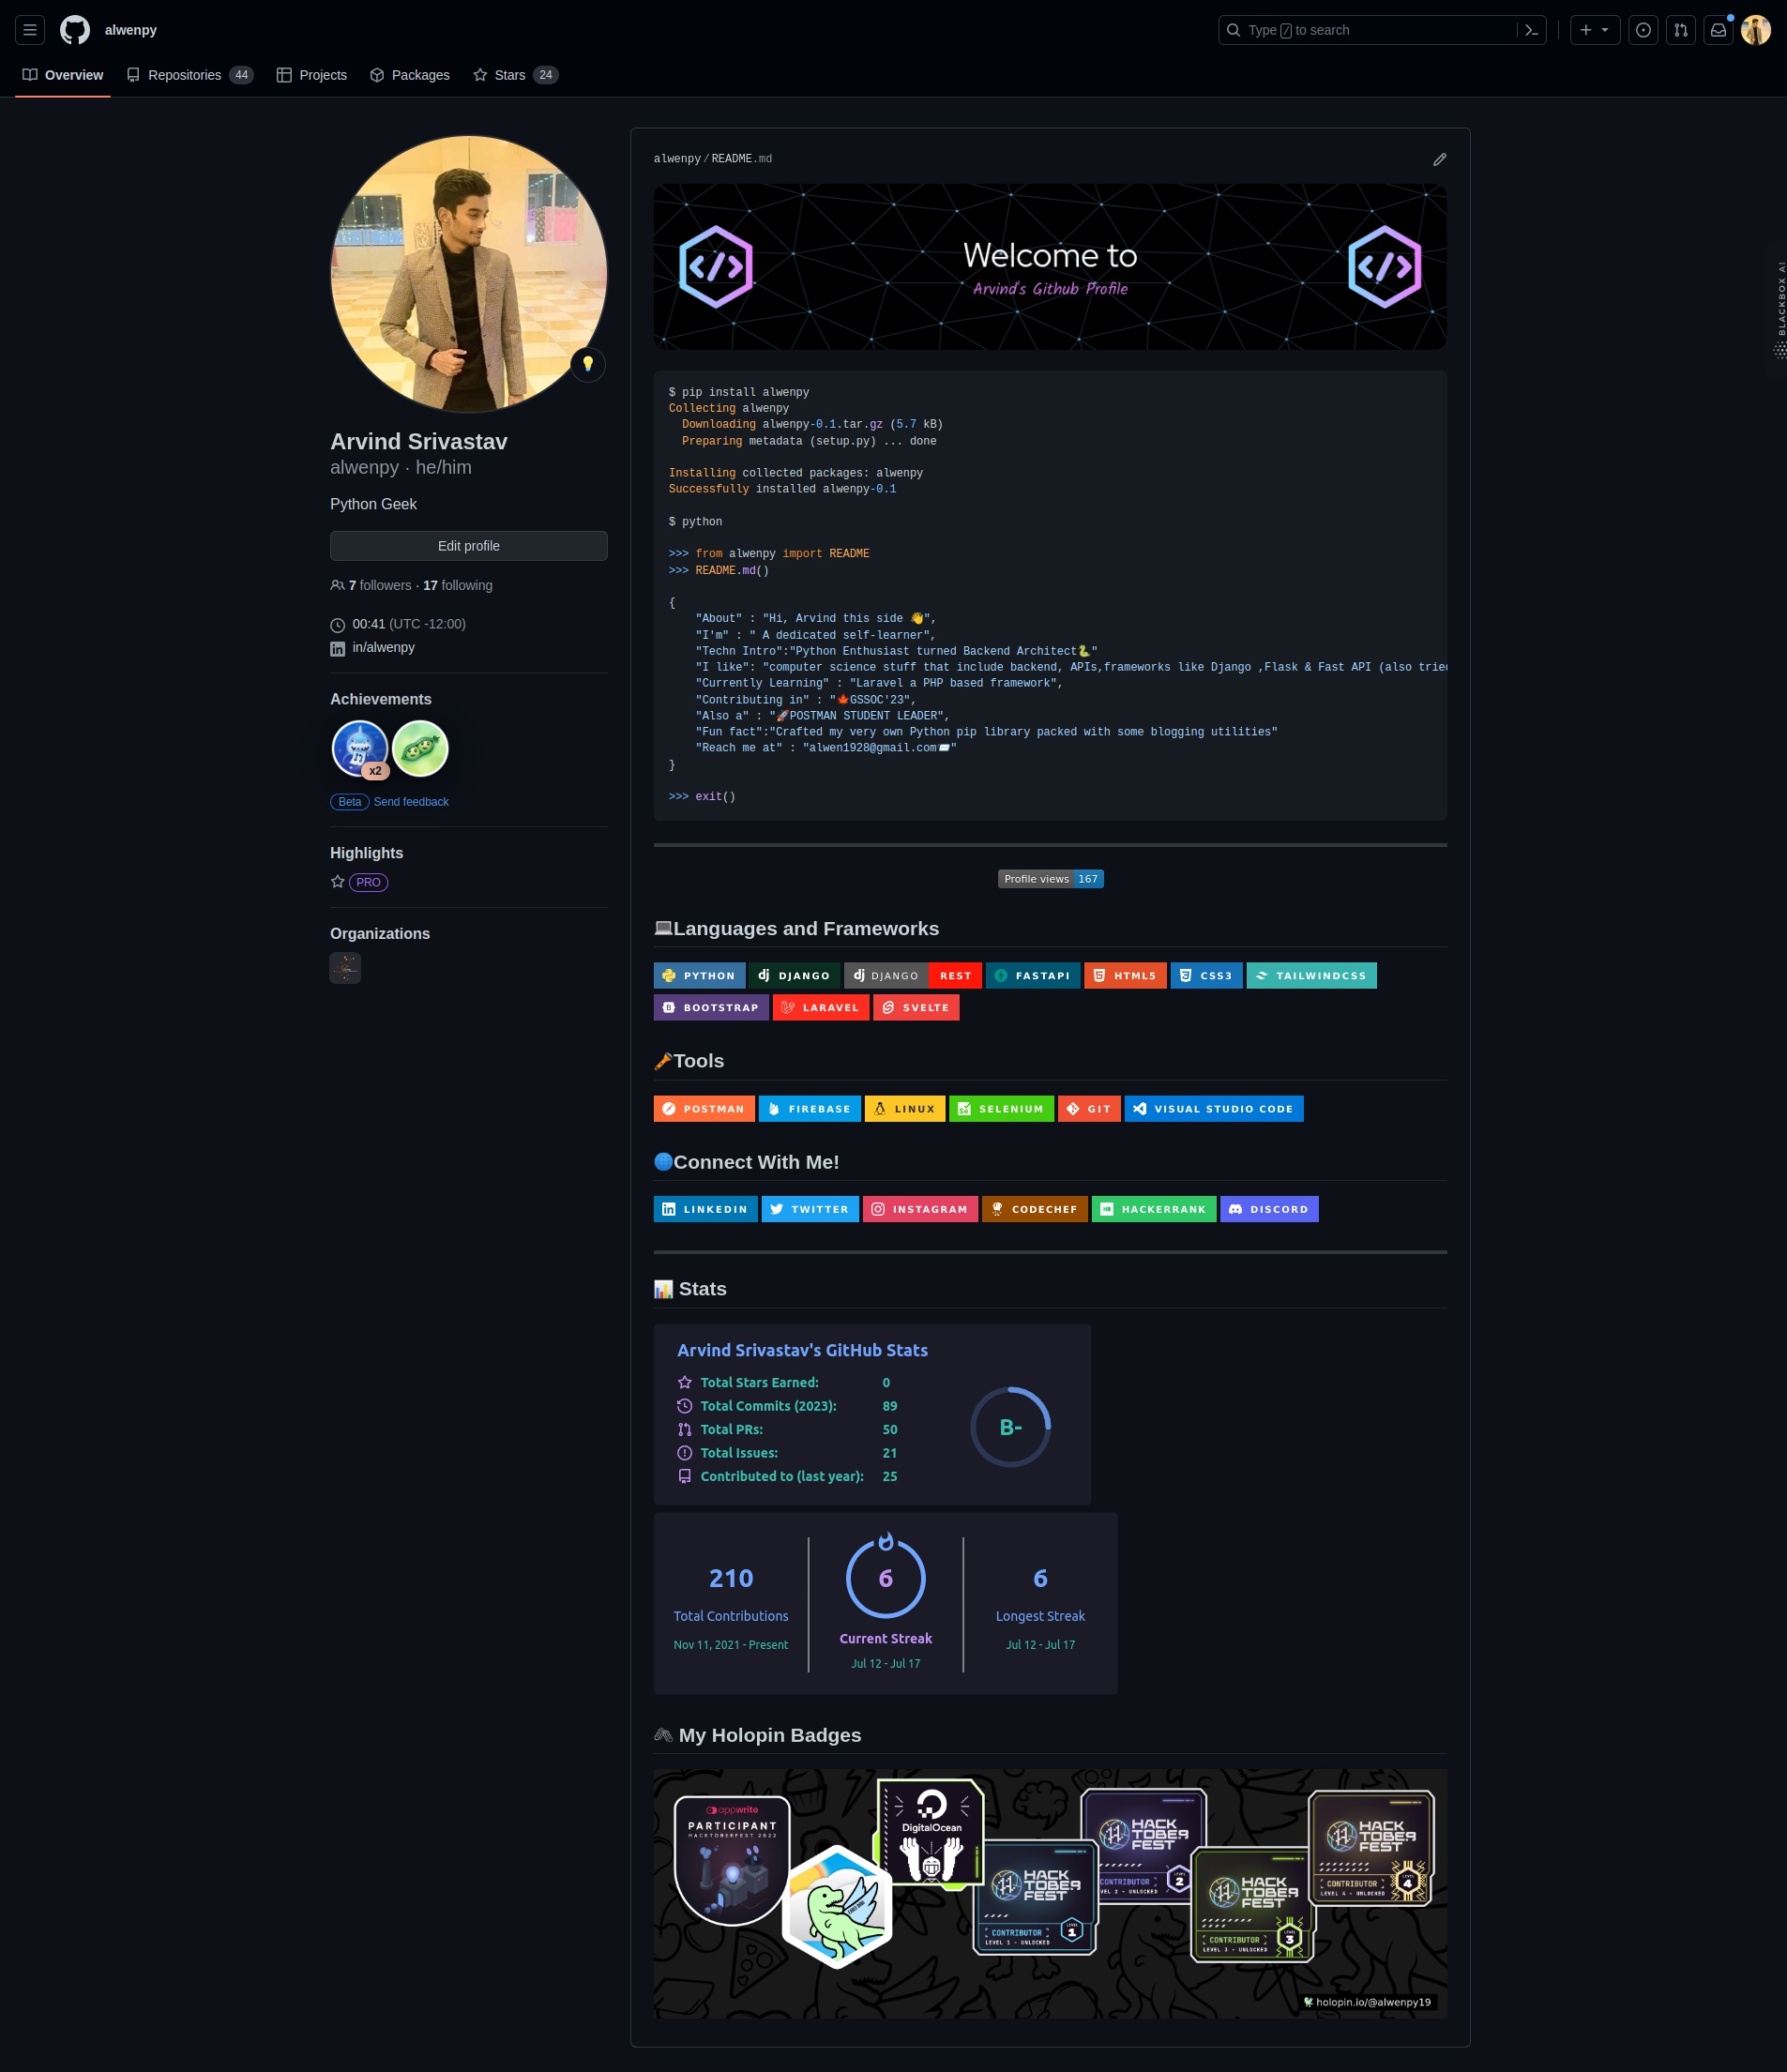 alwenpy
Type / to search
Overview
Repositories 44
Projects
Packages
Stars 24
Arvind Srivastav
alwenpy · he/him
Python Geek
Edit profile
7 followers · 17 following
00:41 (UTC -12:00)
in/alwenpy
Achievements
x2
Beta Send feedback
Highlights
PRO
Organizations
alwenpy/README.md
Welcome to
Arvind's Github Profile
$ pip install alwenpy
Collecting alwenpy
Downloading alwenpy-0.1.tar.gz (5.7 kB)
Preparing metadata (setup.py) ... done
Installing collected packages: alwenpy
Successfully installed alwenpy-0.1
$ python
>>> from alwenpy import README
>>> README.md()
{
"About" : "Hi, Arvind this side 👋",
"I'm" : " A dedicated self-learner",
"Techn Intro":"Python Enthusiast turned Backend Architect🐍"
"I like": "computer science stuff that include backend, APIs,frameworks like Django ,Flask & Fast API (also tried
"Currently Learning" : "Laravel a PHP based framework",
"Contributing in" : "🍁GSSOC'23",
"Also a" : "🚀POSTMAN STUDENT LEADER",
"Fun fact":"Crafted my very own Python pip library packed with some blogging utilities"
"Reach me at" : "alwen1928@gmail.com📨"
}
>>> exit()
Profile views 167
💻Languages and Frameworks
PYTHON
DJANGO
DJANGO REST
FASTAPI
HTML5
CSS3
TAILWINDCSS
BOOTSTRAP
LARAVEL
SVELTE
Tools
POSTMAN
FIREBASE
LINUX
SELENIUM
GIT
VISUAL STUDIO CODE
🌐Connect With Me!
LINKEDIN
TWITTER
INSTAGRAM
CODECHEF
HACKERRANK
DISCORD
📊 Stats
Arvind Srivastav's GitHub Stats
Total Stars Earned: 0
Total Commits (2023): 89
Total PRs: 50
Total Issues: 21
Contributed to (last year): 25
B-
210
Total Contributions
Nov 11, 2021 - Present
6
Current Streak
Jul 12 - Jul 17
6
Longest Streak
Jul 12 - Jul 17
My Holopin Badges
appwrite
PARTICIPANT
HACKTOBERFEST 2022
DigitalOcean
HACK
TOBER
FEST
CONTRIBUTOR
LEVEL 1 - UNLOCKED
LEVEL
1
HACK
TOBER
FEST
CONTRIBUTOR
VEL 2 - UNLOCKED
2
HACK
TOBER
FEST
CONTRIBUTOR
LEVEL 3 - UNLOCKED
3
HACK
TOBER
FEST
CONTRIBUTOR
LEVEL 4 - UNLOCKED
4
holopin.io/@alwenpy19
BLACKBOX AI